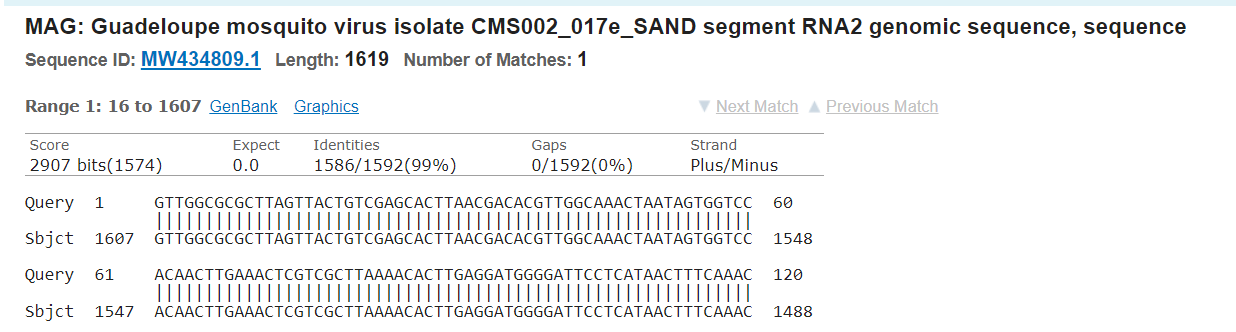 MAG: Guadeloupe mosquito virus isolate CMS002_017e_SAND segment RNA2 genomic sequence, sequence
Sequence ID: MW434809.1 Length: 1619 Number of Matches: 1
Range 1: 16 to 1607 GenBank Graphics ▼ Next Match ▲ Previous Match
Score Expect Identities Gaps Strand
2907 bits(1574) 0.0 1586/1592(99%) 0/1592(0%) Plus/Minus
Query 1 GTTGGCGCGCTTAGTTACTGTCGAGCACTTAACGACACGTTGGCAAACTAATAGTGGTCC 60
Sbjct 1607 GTTGGCGCGCTTAGTTACTGTCGAGCACTTAACGACACGTTGGCAAACTAATAGTGGTCC 1548
Query 61 ACAACTTGAAACTCGTCGCTTAAAACACTTGAGGATGGGGATTCCTCATAACTTTCAAAC 120
Sbjct 1547 ACAACTTGAAACTCGTCGCTTAAAACACTTGAGGATGGGGATTCCTCATAACTTTCAAAC 1488